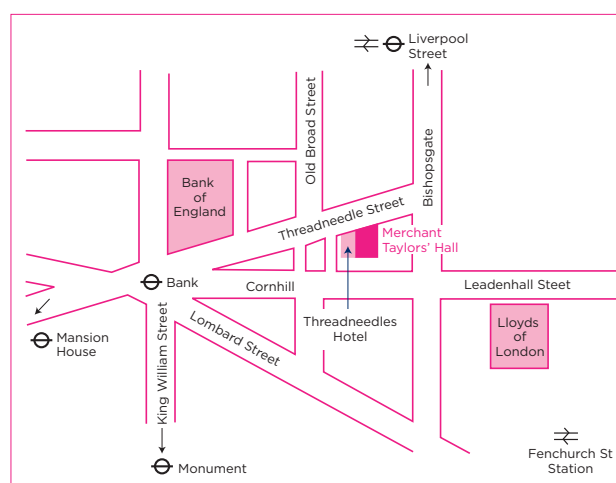 Liverpool
Street
Old Broad Street
Bishopsgate
Bank
of
England
Threadneedle Street
Merchant
Taylors' Hall
Bank
Cornhill
Leadenhall Steet
Mansion
House
King William Street
Lombard Street
Threadneedles
Hotel
Lloyds
of
London
Monument
Fenchurch St
Station